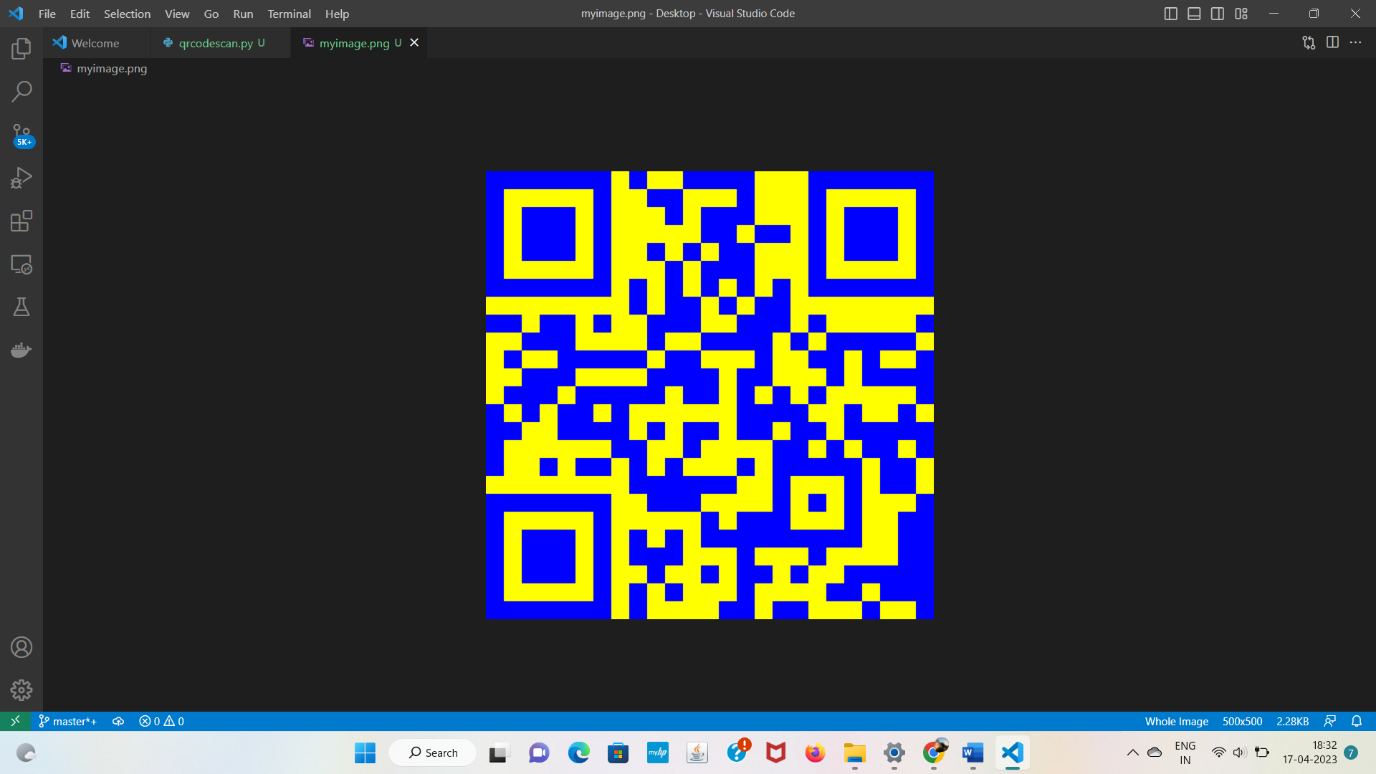 File Edit Selection View Go Run Terminal Help
myimage.png - Desktop - Visual Studio Code
Welcome
qrcodescan.py U
myimage.png U
myimage.png
5K+
master*+
0 0
Whole Image 500x500 2.28KB
Search
myhp
W
ENG
IN
18:32
17-04-2023
7